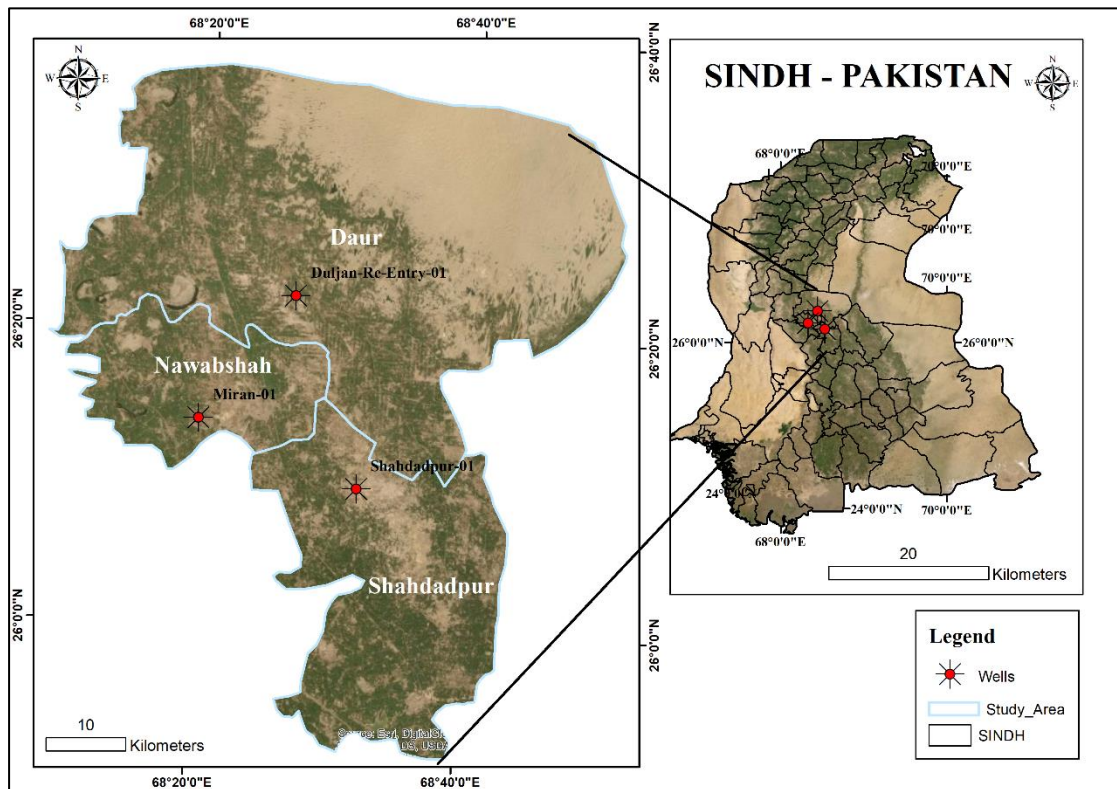 68°20'0"E
68°40'0"E
N
W E
S
26°40'0"N
Daur
Duljan-Re-Entry-01
26°20'0"N
Nawabshah
Miran-01
Shahdadpur-01
Shahdadpur
26°0'0"N
10
Kilometers
68°20'0"E
68°40'0"E
26°20'0"N
26°0'0"N
SINDH - PAKISTAN
N
W E
S
68°0'0"E
70°0'0"E
70°0'0"E
70°0'0"E
26°0'0"N
26°0'0"N
24°0'0"N
24°0'0"N
70°0'0"E
68°0'0"E
20
Kilometers
Legend
Wells
Study_Area
SINDH